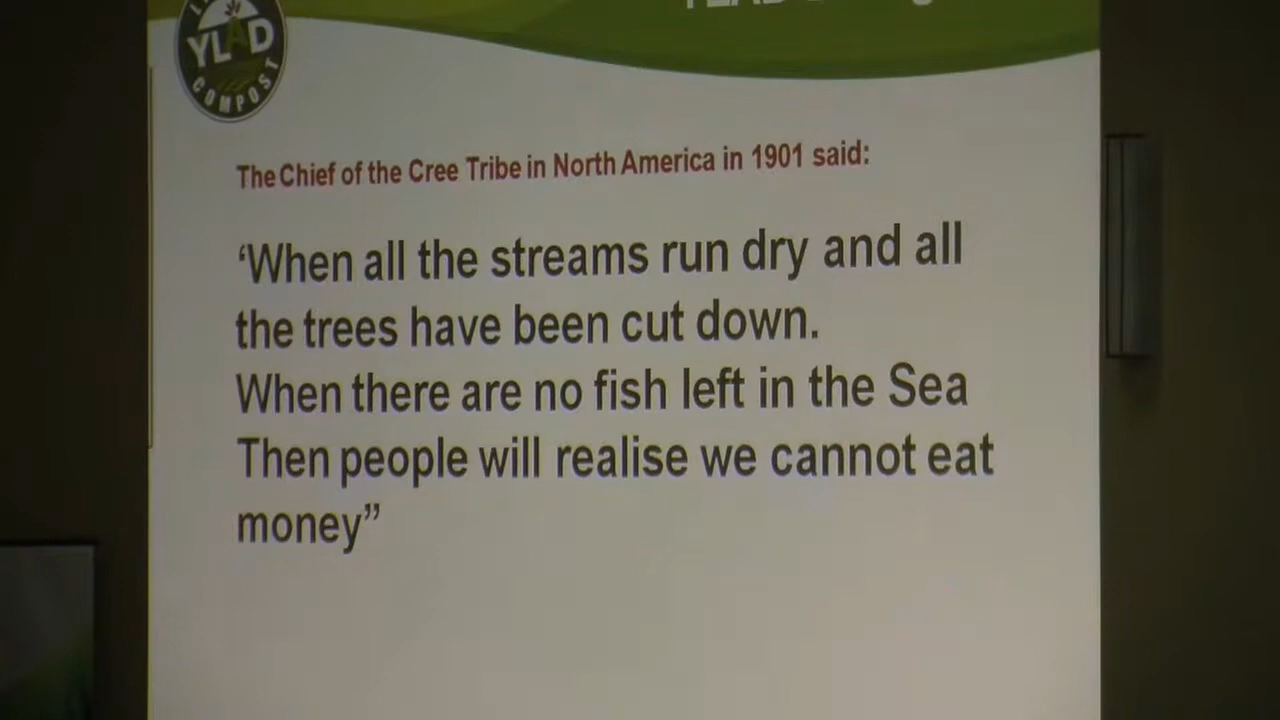 YLAD
COMPOST
The Chief of the Cree Tribe in North America in 1901 said:
‘When all the streams run dry and all
the trees have been cut down.
When there are no fish left in the Sea
Then people will realise we cannot eat
money”